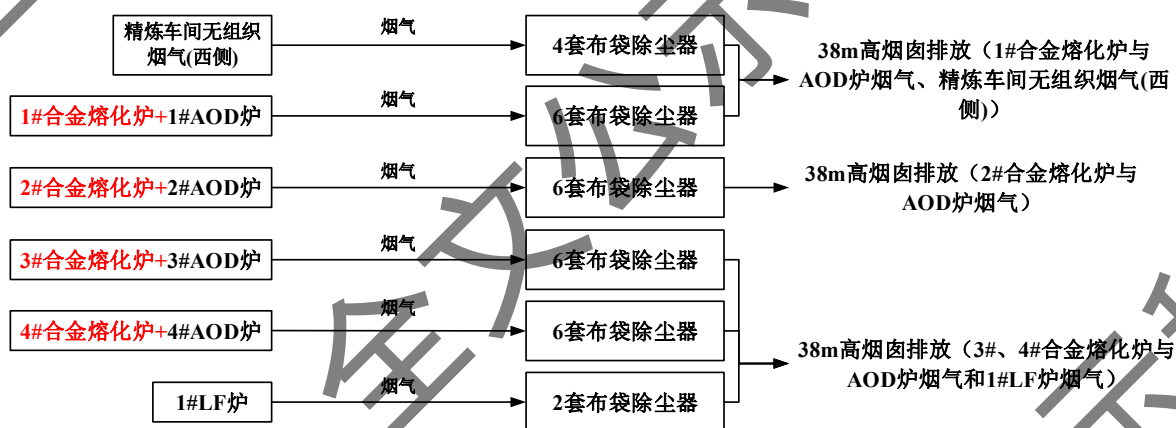 精炼车间无组织
烟气(西侧)
烟气
4套布袋除尘器
38m高烟囱排放（1#合金熔化炉与
AOD炉烟气、精炼车间无组织烟气(西
侧)）
1#合金熔化炉+1#AOD炉
烟气
6套布袋除尘器
2#合金熔化炉+2#AOD炉
烟气
6套布袋除尘器
38m高烟囱排放（2#合金熔化炉与
AOD炉烟气）
3#合金熔化炉+3#AOD炉
烟气
6套布袋除尘器
4#合金熔化炉+4#AOD炉
烟气
6套布袋除尘器
38m高烟囱排放（3#、4#合金熔化炉与
AOD炉烟气和1#LF炉烟气）
1#LF炉
烟气
2套布袋除尘器
全文公示